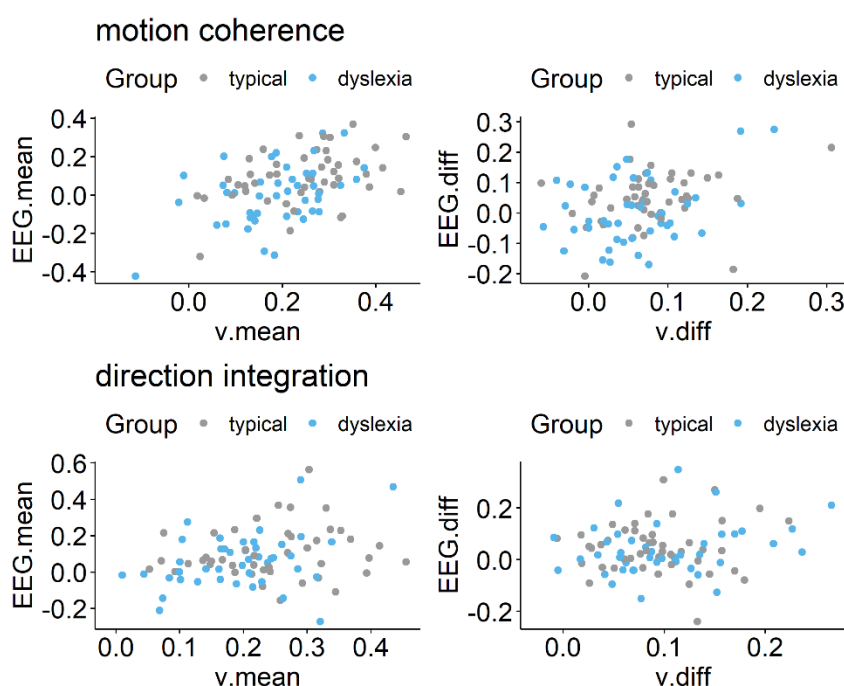 motion coherence
Group typical dyslexia Group typical dyslexia
0.4
0.2
0.0
-0.2
-0.4
EEG.mean
0.0 0.2 0.4
v.mean
0.3
0.2
0.1
0.0
-0.1
-0.2
EEG.diff
0.0 0.1 0.2 0.3
v.diff
direction integration
Group typical dyslexia Group typical dyslexia
0.6
0.4
0.2
0.0
-0.2
EEG.mean
0.0 0.1 0.2 0.3 0.4
v.mean
0.2
0.0
-0.2
EEG.diff
0.0 0.1 0.2
v.diff